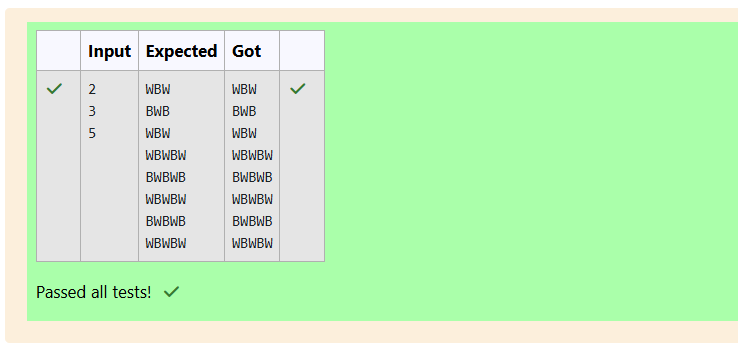 Input Expected Got
2 WBW WBW
3 BWB BWB
5 WBW WBW
WBWBW WBWBW
BWBWB BWBWB
WBWBW WBWBW
BWBWB BWBWB
WBWBW WBWBW
Passed all tests!